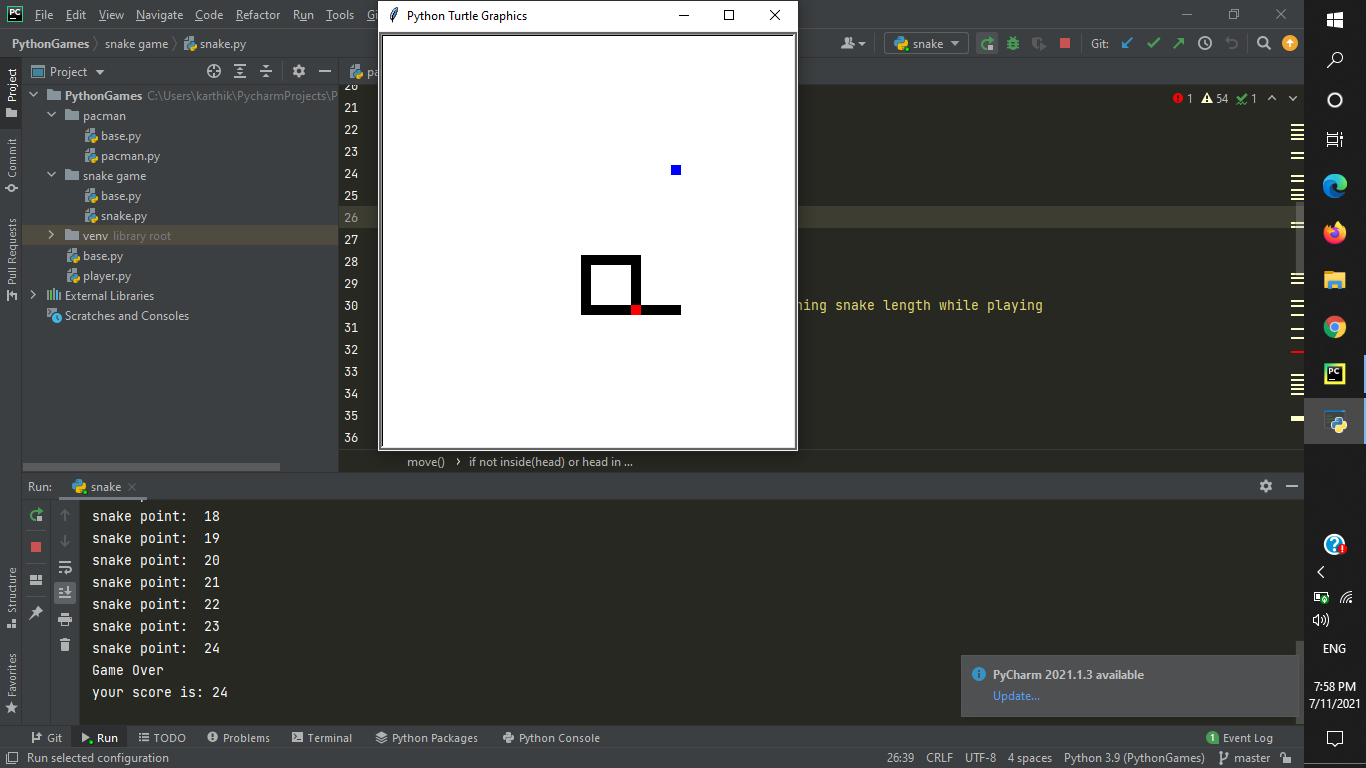 PC File Edit View Navigate Code Refactor Run Tools
Python Turtle Graphics
PythonGames snake game snake.py
snake
Git:
Project
PythonGames C:\Users\karthik\PycharmProjects\P
pacman
base.py
pacman.py
snake game
base.py
snake.py
venv library root
base.py
player.py
External Libraries
Scratches and Consoles
Project
Commit
Pull Requests
Structure
Favorites
1 54 1
20
21
22
23
24
25
26
27
28
29
30 ning snake length while playing
31
32
33
34
35
36
move() if not inside(head) or head in ...
Run: snake
snake point: 18
snake point: 19
snake point: 20
snake point: 21
snake point: 22
snake point: 23
snake point: 24
Game Over
your score is: 24
PyCharm 2021.1.3 available
Update...
Git Run TODO Problems Terminal Python Packages Python Console
1 Event Log
Run selected configuration
26:39 CRLF UTF-8 4 spaces Python 3.9 (PythonGames) master
PC
ENG
7:58 PM
7/11/2021